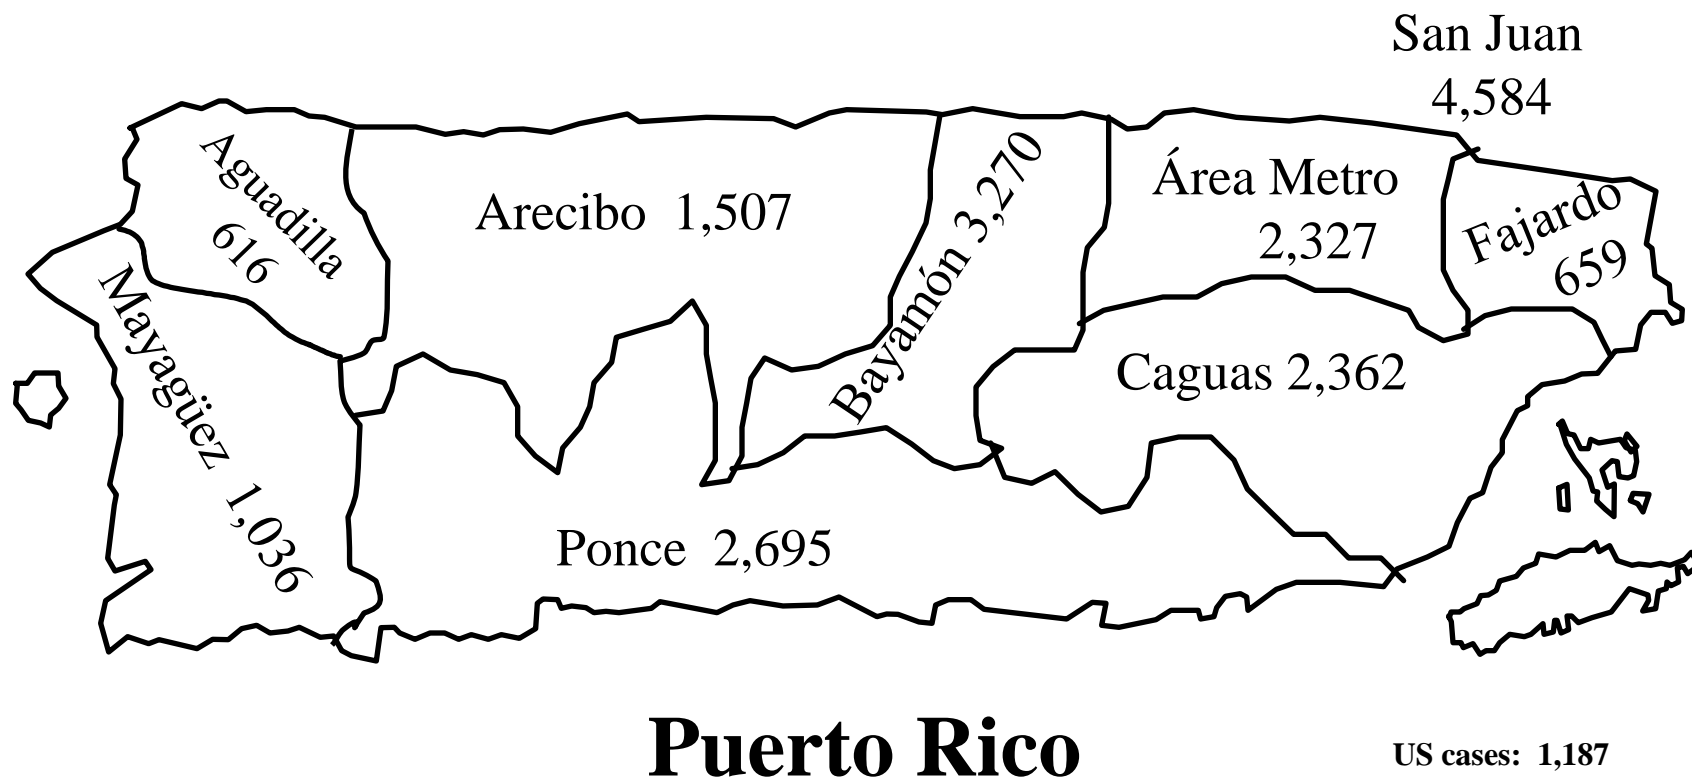 San Juan
4,584
Aguadilla
616
Arecibo 1,507
Bayamón 3,270
Área Metro
2,327
Fajardo
659
Mayagüez 1,036
Caguas 2,362
Ponce 2,695
Puerto Rico
US cases: 1,187